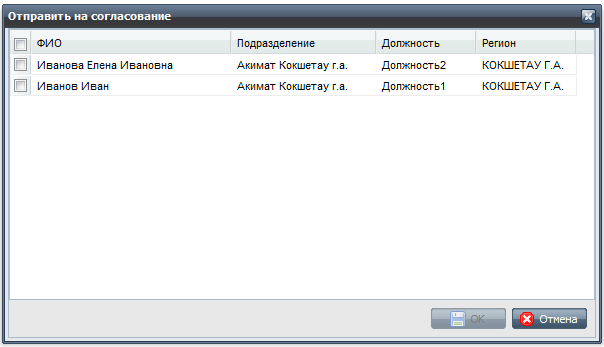 Отправить на согласование
ФИО Подразделение Должность Регион
Иванова Елена Ивановна Акимат Кокшетау г.а. Должность2 КОКШЕТАУ Г.А.
Иванов Иван Акимат Кокшетау г.а. Должность1 КОКШЕТАУ Г.А.
OK Отмена